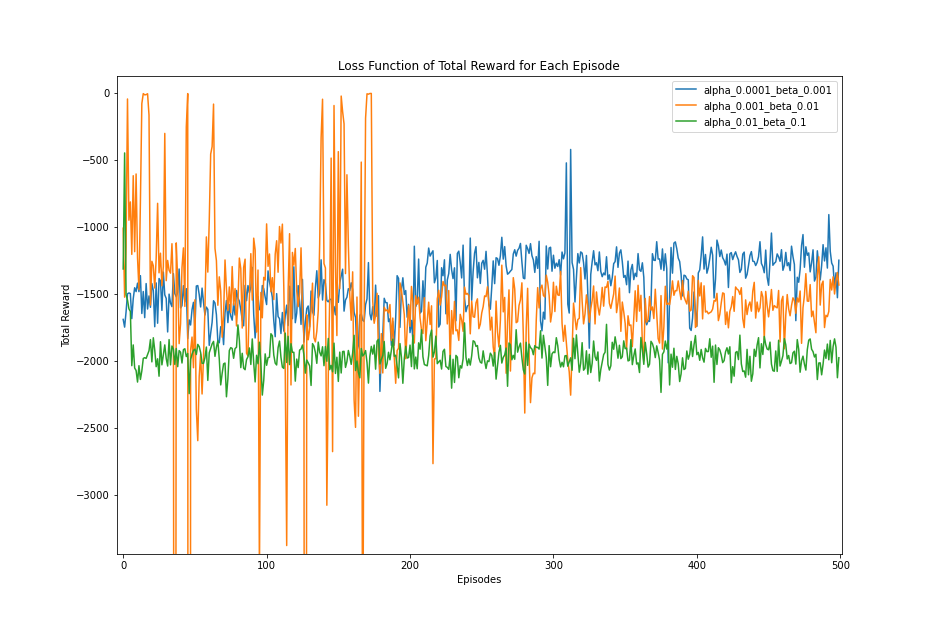 Loss Function of Total Reward for Each Episode
alpha_0.0001_beta_0.001
alpha_0.001_beta_0.01
alpha_0.01_beta_0.1
Total Reward
0
−500
−1000
−1500
−2000
−2500
−3000
0 100 200 300 400 500
Episodes